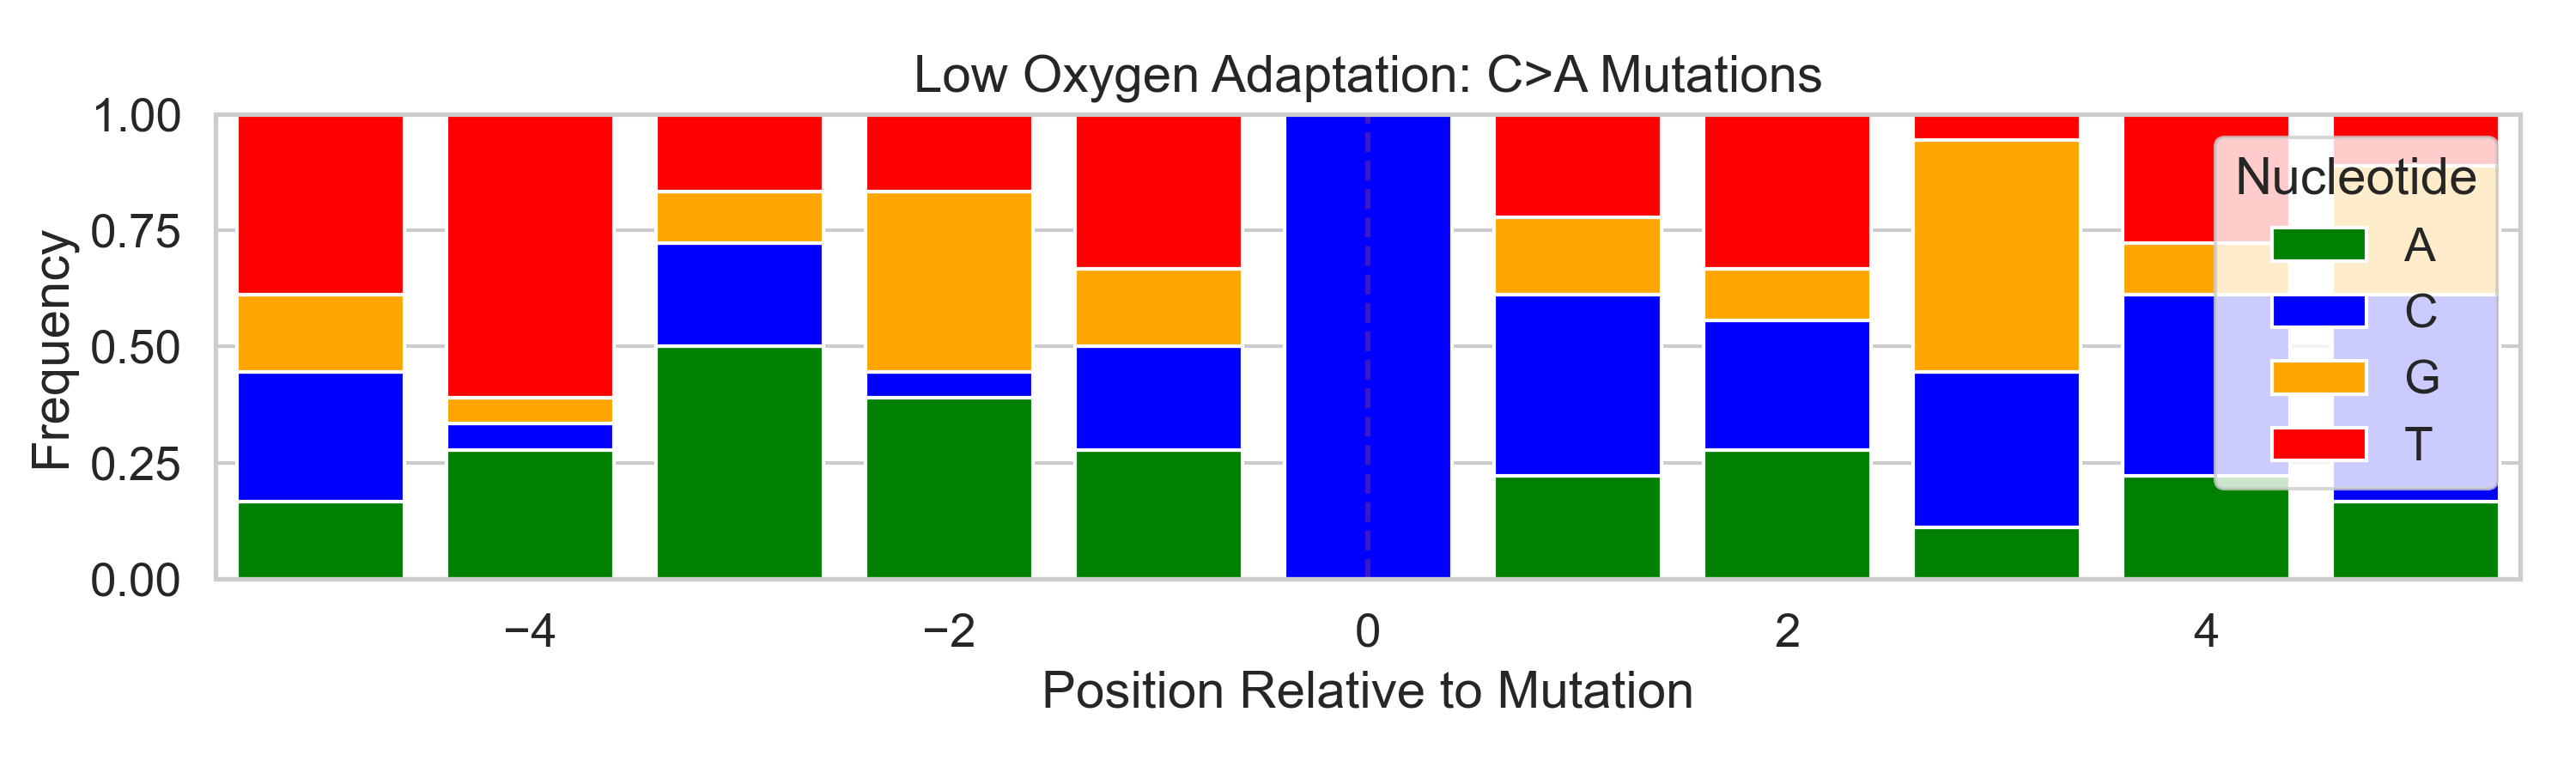 Low Oxygen Adaptation: C>A Mutations
Frequency
1.00
0.75
0.50
0.25
0.00
Nucleotide
A
C
G
T
−4 −2 0 2 4
Position Relative to Mutation